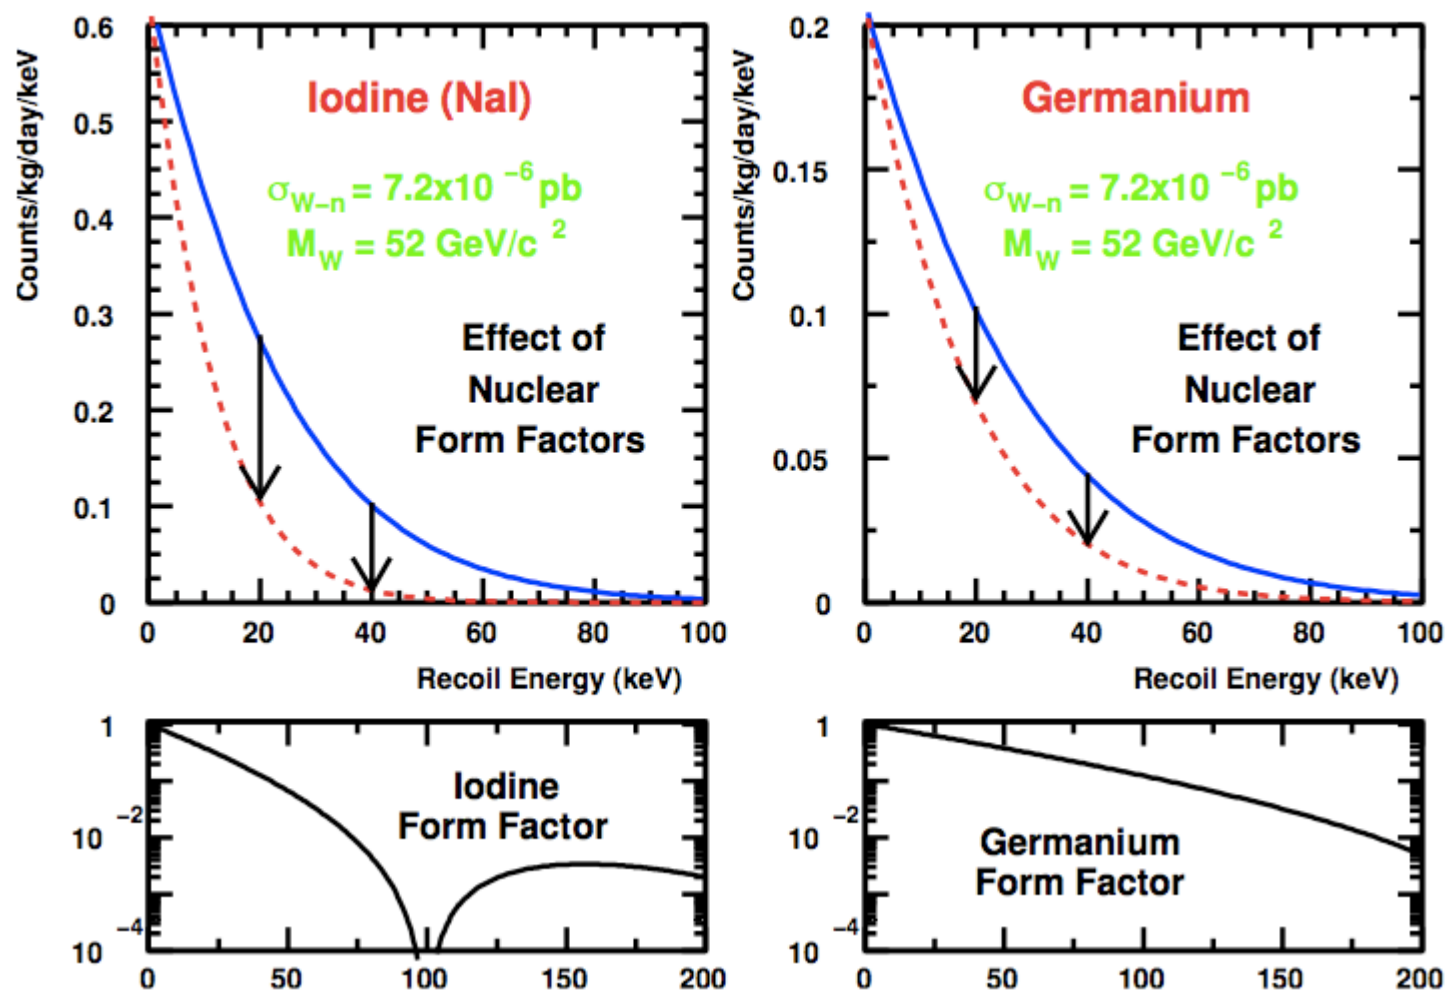 Counts/kg/day/keV
0.6
0.5
0.4
0.3
0.2
0.1
0
Iodine (NaI)
σW−n = 7.2x10 −6 pb
MW = 52 GeV/c 2
Effect of
Nuclear
Form Factors
0 20 40 60 80 100
Recoil Energy (keV)
Counts/kg/day/keV
0.2
0.15
0.1
0.05
0
Germanium
σW−n = 7.2x10 −6 pb
MW = 52 GeV/c 2
Effect of
Nuclear
Form Factors
0 20 40 60 80 100
Recoil Energy (keV)
1
10 −2
10 −4
Iodine
Form Factor
0 50 100 150 200
1
10 −2
10 −4
Germanium
Form Factor
0 50 100 150 200